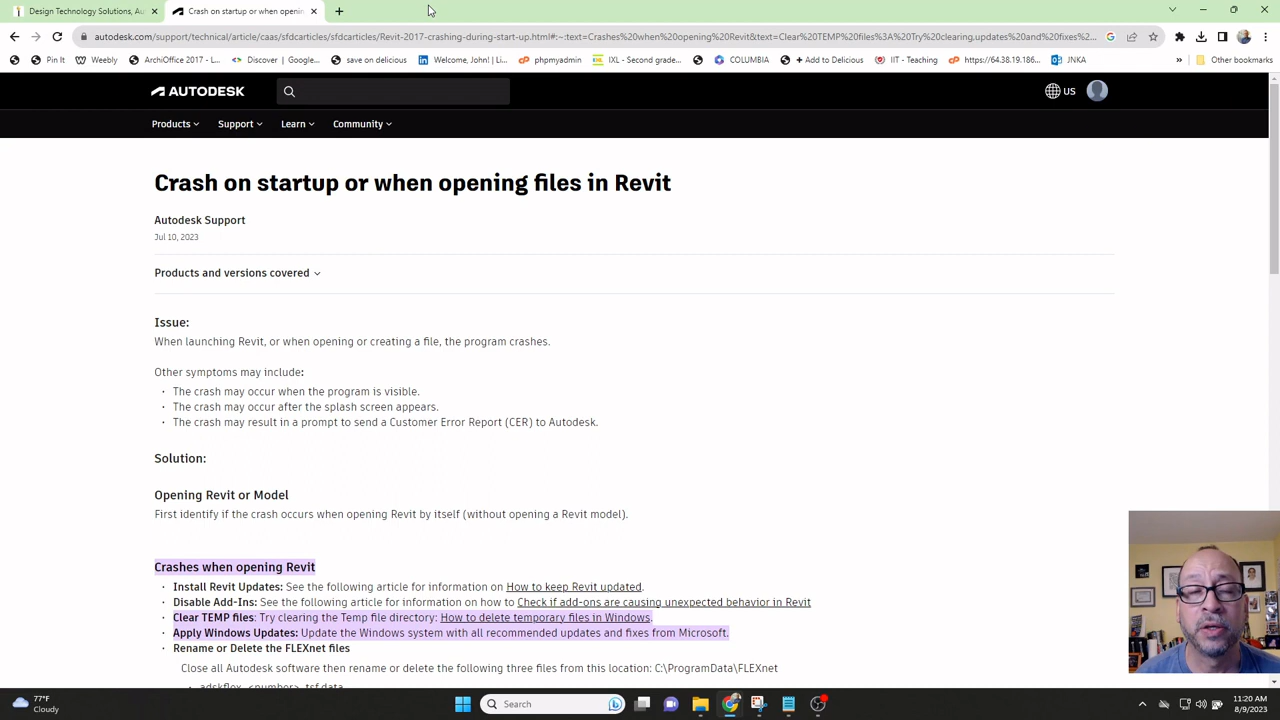 Design Technology Solutions, Au
Crash on startup or when openin
autodesk.com/support/technical/article/caas/sfdcarticles/sfdcarticles/Revit-2017-crashing-during-start-up.html#:~:text=Crashes%20when%20opening%20Revit&text=Clear%20TEMP%20files%3A%20Try%20clearing,updates%20and%20fixes%...
Pin It
Weebly
ArchiOffice 2017 - L...
Discover | Google...
save on delicious
Welcome, John! | Li...
phpmyadmin
IXL - Second grade...
COLUMBIA
+ Add to Delicious
IIT - Teaching
https://64.38.19.186...
JNKA
»
Other bookmarks
AUTODESK
US
Products
Support
Learn
Community
Crash on startup or when opening files in Revit
Autodesk Support
Jul 10, 2023
Products and versions covered
Issue:
When launching Revit, or when opening or creating a file, the program crashes.
Other symptoms may include:
• The crash may occur when the program is visible.
• The crash may occur after the splash screen appears.
• The crash may result in a prompt to send a Customer Error Report (CER) to Autodesk.
Solution:
Opening Revit or Model
First identify if the crash occurs when opening Revit by itself (without opening a Revit model).
Crashes when opening Revit
• Install Revit Updates: See the following article for information on How to keep Revit updated.
• Disable Add-Ins: See the following article for information on how to Check if add-ons are causing unexpected behavior in Revit
• Clear TEMP files: Try clearing the Temp file directory: How to delete temporary files in Windows.
• Apply Windows Updates: Update the Windows system with all recommended updates and fixes from Microsoft.
• Rename or Delete the FLEXnet files
Close all Autodesk software then rename or delete the following three files from this location: C:\ProgramData\FLEXnet
adskflex_<number>_tsf.data
77°F
Cloudy
Search
11:20 AM
8/9/2023